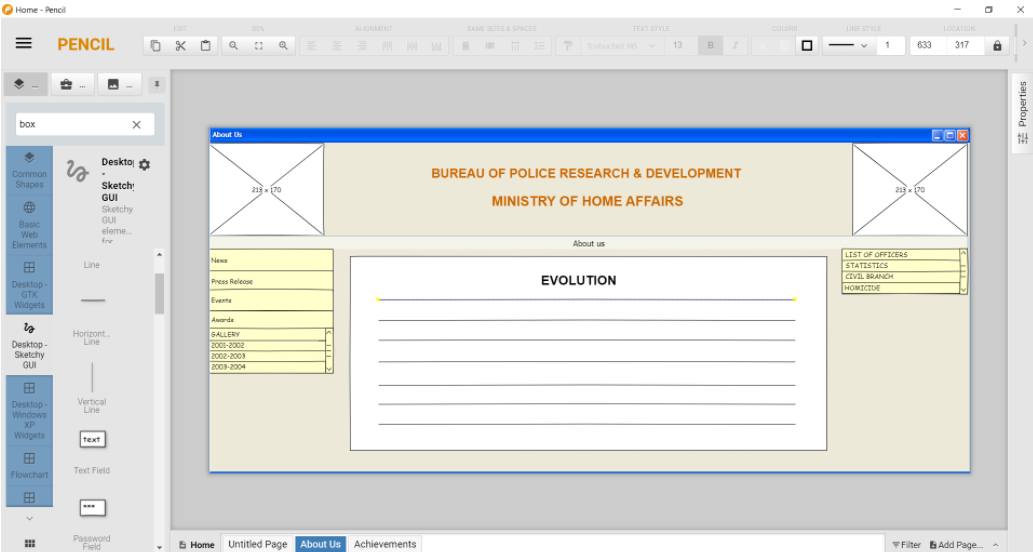 Home - Pencil
PENCIL
EDIT
80%
ALIGNMENT
SAME SIZES & SPACES
TEXT STYLE
COLORS
LINE STYLE
LOCATION
13
B
I
1
633
317
...
...
...
box
Common Shapes
Basic Web Elements
Desktop - GTK Widgets
Desktop - Sketchy GUI
Desktop - Windows XP Widgets
Flowchart
Desktop
-
Sketchy
GUI
Sketchy
GUI
eleme...
for
Line
Horizont...
Line
Vertical
Line
text
Text Field
***
Password
Field
About Us
213 × 170
BUREAU OF POLICE RESEARCH & DEVELOPMENT
MINISTRY OF HOME AFFAIRS
213 × 170
About us
News
Press Release
Events
Awards
GALLERY
2001-2002
2002-2003
2003-2004
EVOLUTION
LIST OF OFFICERS
STATISTICS
CIVIL BRANCH
HOMICIDE
Properties
Home
Untitled Page
About Us
Achievements
Filter
Add Page...